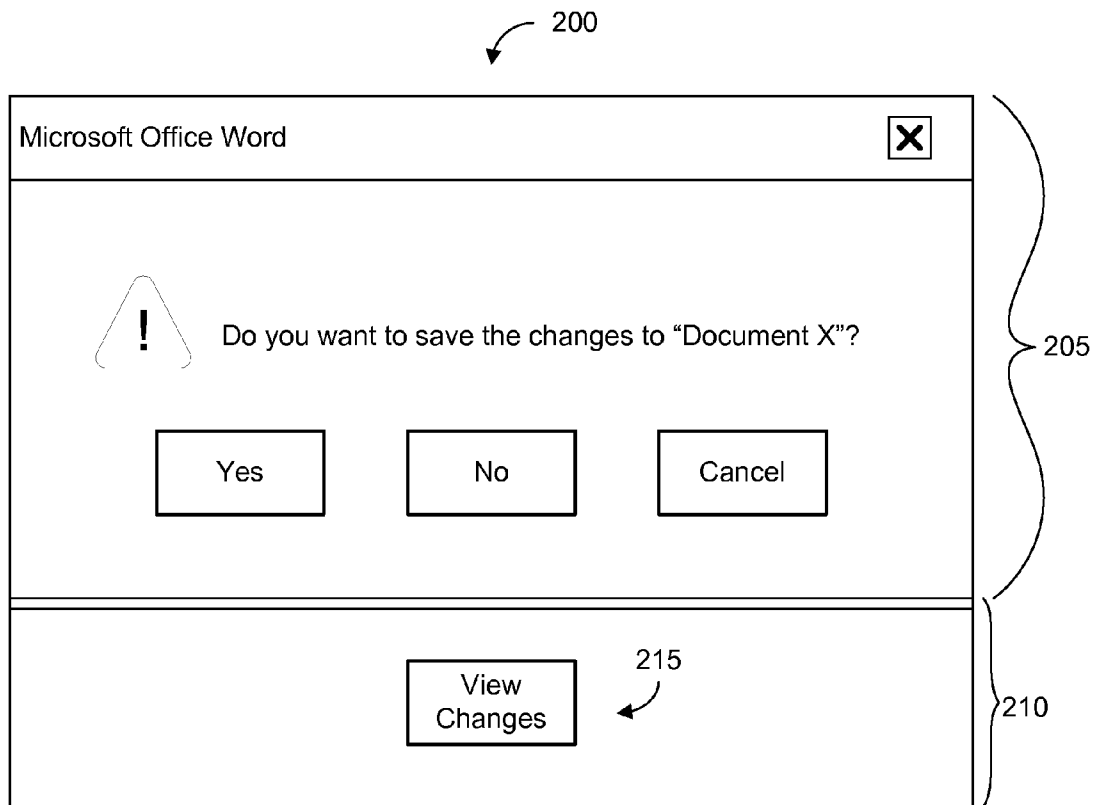 200
Microsoft Office Word
X
!
Do you want to save the changes to “Document X”?
205
Yes
No
Cancel
215
View
Changes
210